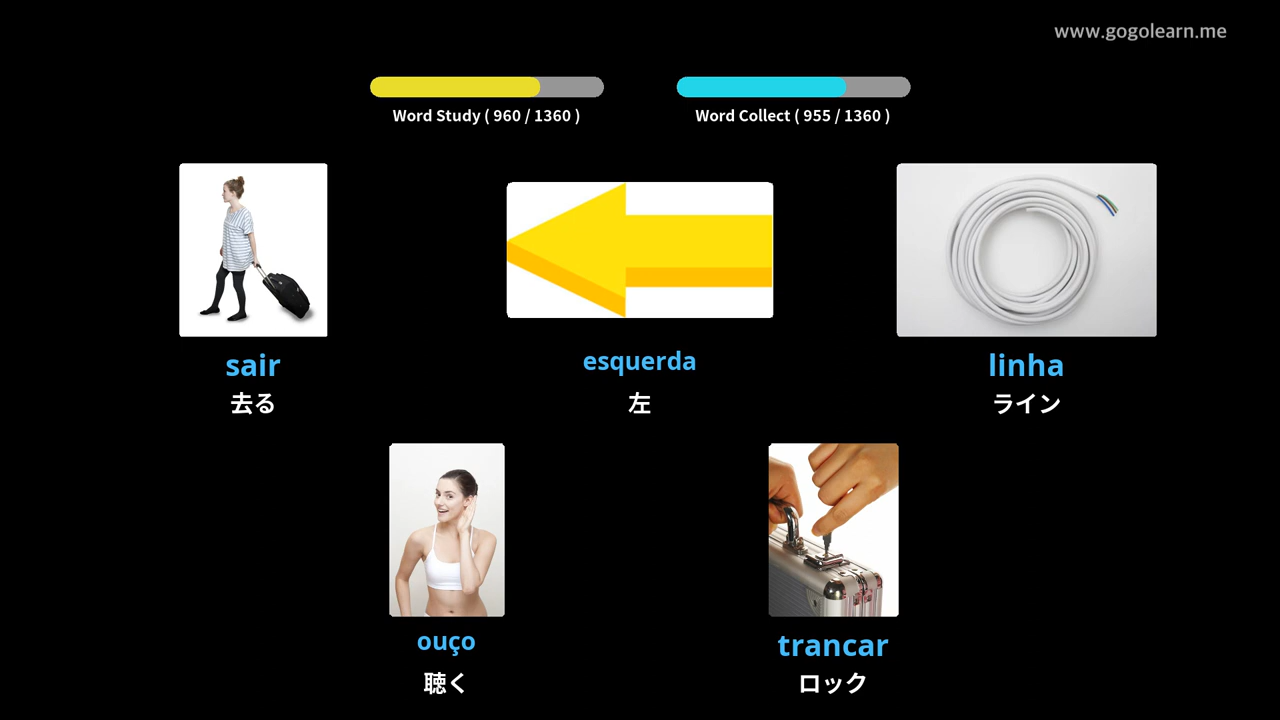 www.gogolearn.me
Word Study ( 960 / 1360 )
Word Collect ( 955 / 1360 )
sair
去る
esquerda
左
linha
ライン
ouço
聴く
trancar
ロック